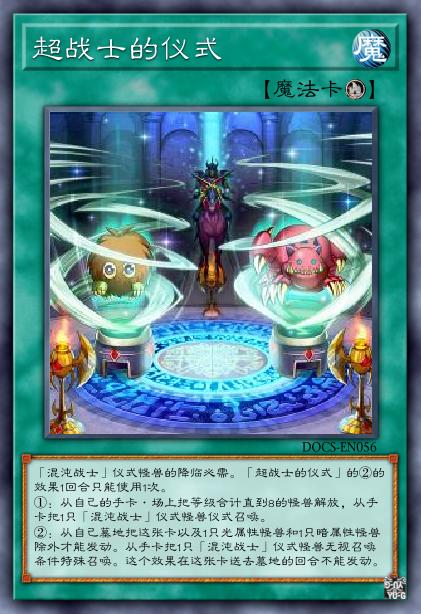 超战士的仪式
魔
【魔法卡】
DOCS-EN056
「混沌战士」仪式怪兽的降临必需。「超战士的仪式」的②的
效果1回合只能使用1次。
①：从自己的手卡·场上把等级合计直到8的怪兽解放，从手
卡把1只「混沌战士」仪式怪兽仪式召唤。
②：从自己墓地把这张卡以及1只光属性怪兽和1只暗属性怪兽
除外才能发动。从手卡把1只「混沌战士」仪式怪兽无视召唤
条件特殊召唤。这个效果在这张卡送去墓地的回合不能发动。